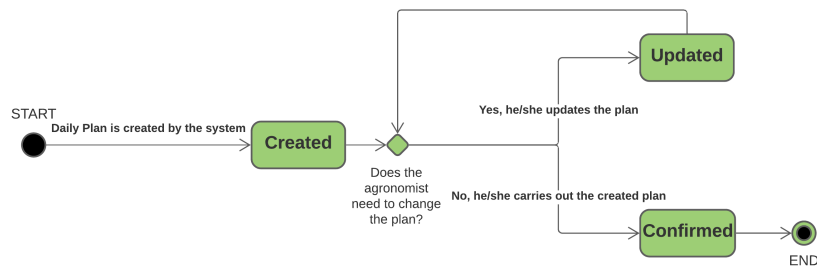 START
Daily Plan is created by the system
Created
Does the
agronomist
need to change
the plan?
Updated
Yes, he/she updates the plan
No, he/she carries out the created plan
Confirmed
END